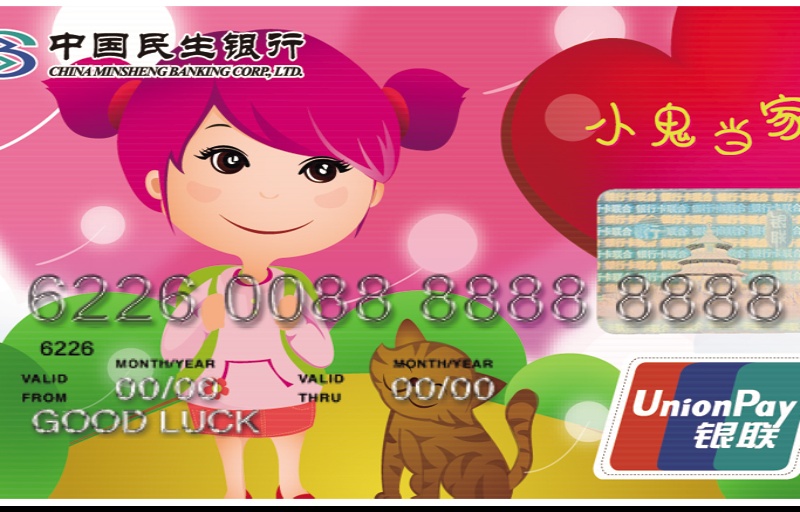 中国民生银行
CHINA MINSHENG BANKING CORP., LTD.
小鬼当家
6226 0088 8888 8888
6226
MONTH/YEAR
MONTH/YEAR
VALID FROM
00/00
VALID THRU
00/00
GOOD LUCK
UnionPay
银联